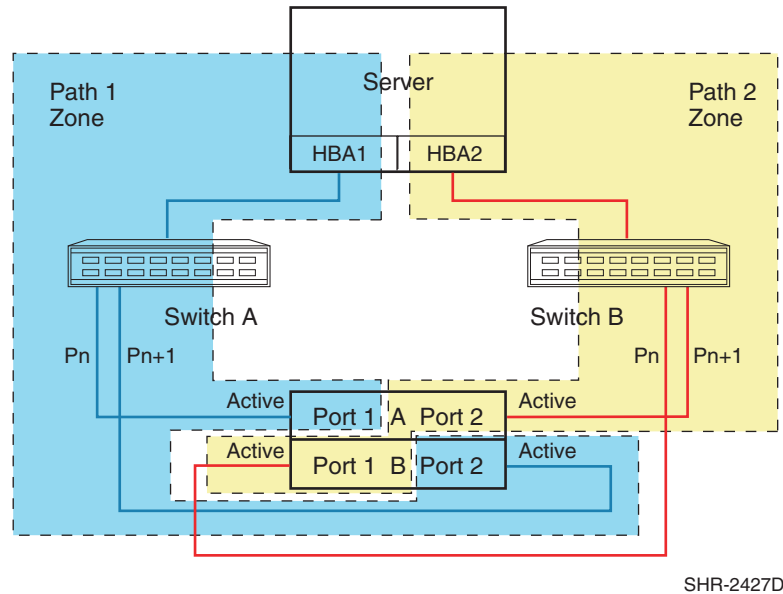 Server
Path 1
Zone
Path 2
Zone
HBA1
HBA2
Switch A
Switch B
Pn
Pn+1
Pn
Pn+1
Active
Port 1
A
Port 2
Active
Active
Port 1
B
Port 2
Active
SHR-2427D